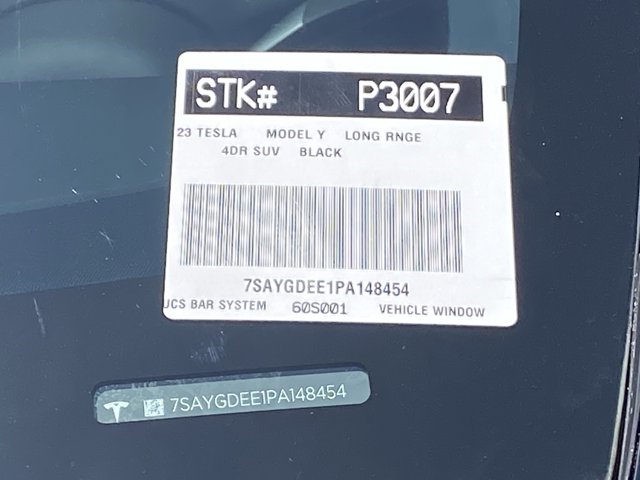 STK# P3007
23 TESLA MODEL Y LONG RNGE
4DR SUV BLACK
7SAYGDEE1PA148454
UCS BAR SYSTEM 60S001 VEHICLE WINDOW
7SAYGDEE1PA148454